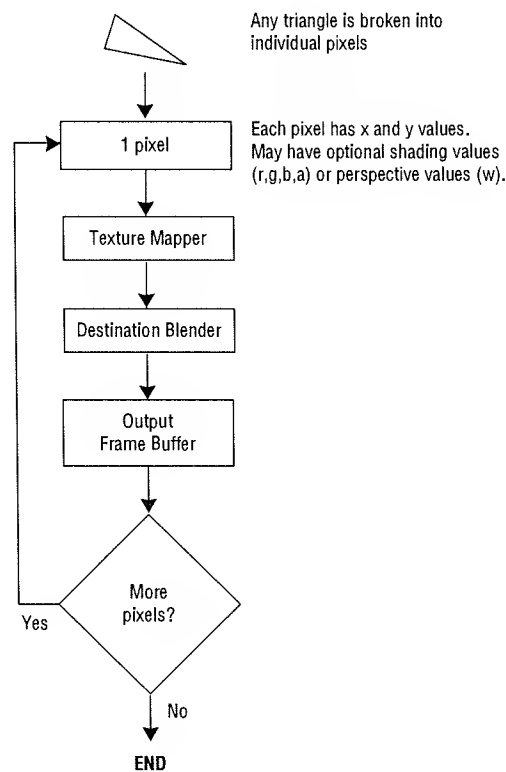 Any triangle is broken into
individual pixels
1 pixel
Each pixel has x and y values.
May have optional shading values
(r,g,b,a) or perspective values (w).
Texture Mapper
Destination Blender
Output
Frame Buffer
More
pixels?
Yes
No
END